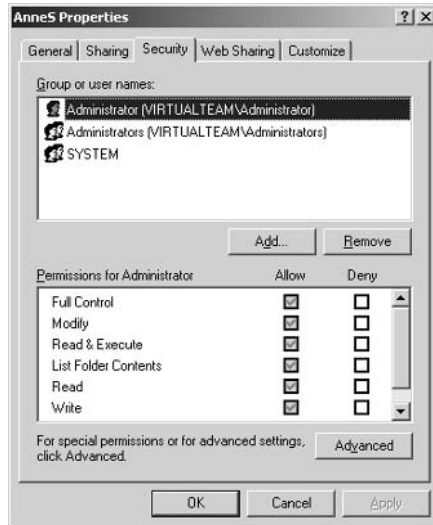 AnneS Properties
General Sharing Security Web Sharing Customize
Group or user names:
Administrator (VIRTUALTEAM\Administrator)
Administrators (VIRTUALTEAM\Administrators)
SYSTEM
Add... Remove
Permissions for Administrator Allow Deny
Full Control
Modify
Read & Execute
List Folder Contents
Read
Write
For special permissions or for advanced settings, Advanced
click Advanced.
OK Cancel Apply